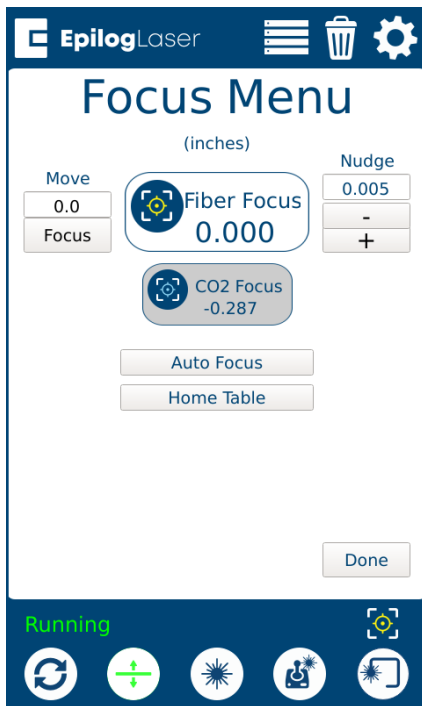 EpilogLaser
Focus Menu
(inches)
Move
0.0
Focus
Fiber Focus
0.000
Nudge
0.005
-
+
CO2 Focus
-0.287
Auto Focus
Home Table
Done
Running